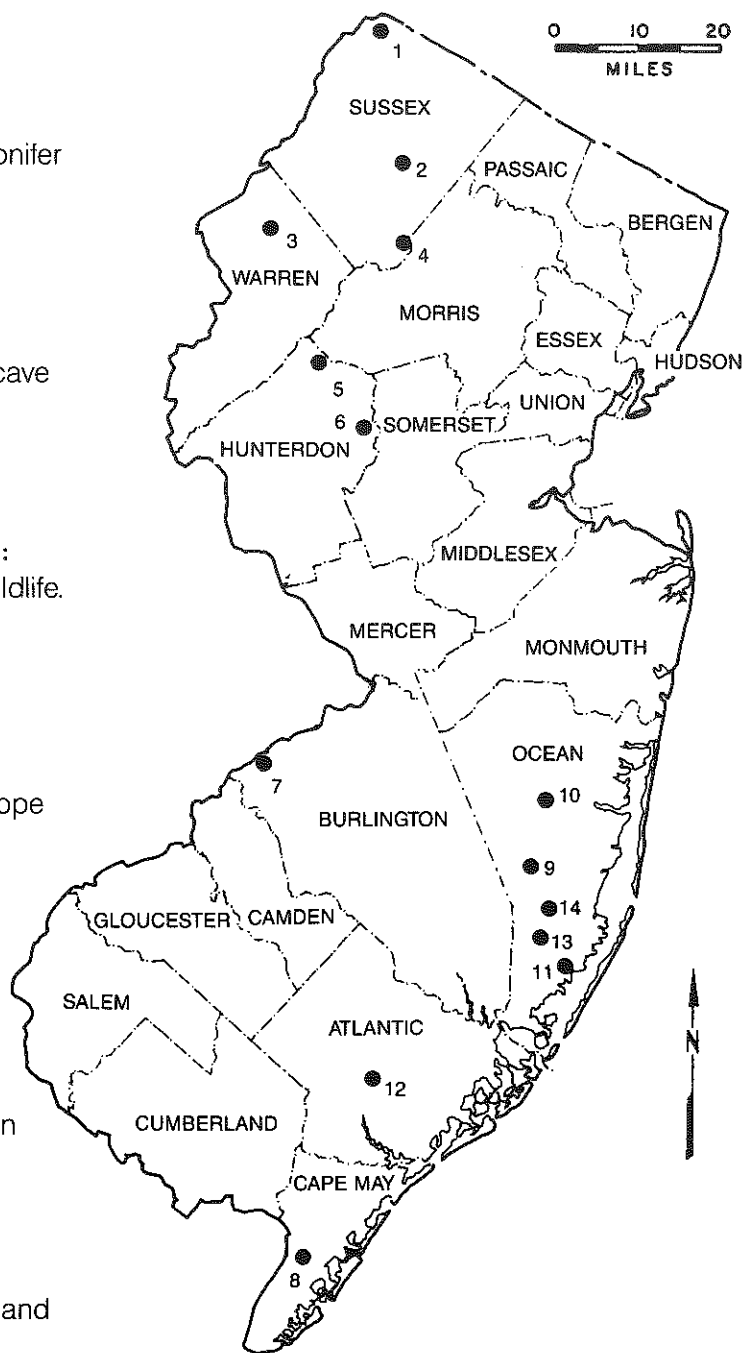 0 10 20
MILES
1
SUSSEX
onifer
PASSAIC
2
BERGEN
3
4
WARREN
MORRIS
ESSEX
HUDSON
cave
5
UNION
6
SOMERSET
HUNTERDON
:
MIDDLESEX
ldlife.
MERCER
MONMOUTH
OCEAN
7
10
ope
BURLINGTON
9
14
GLOUCESTER
CAMDEN
13
11
SALEM
ATLANTIC
N
12
n
CUMBERLAND
CAPE MAY
8
and